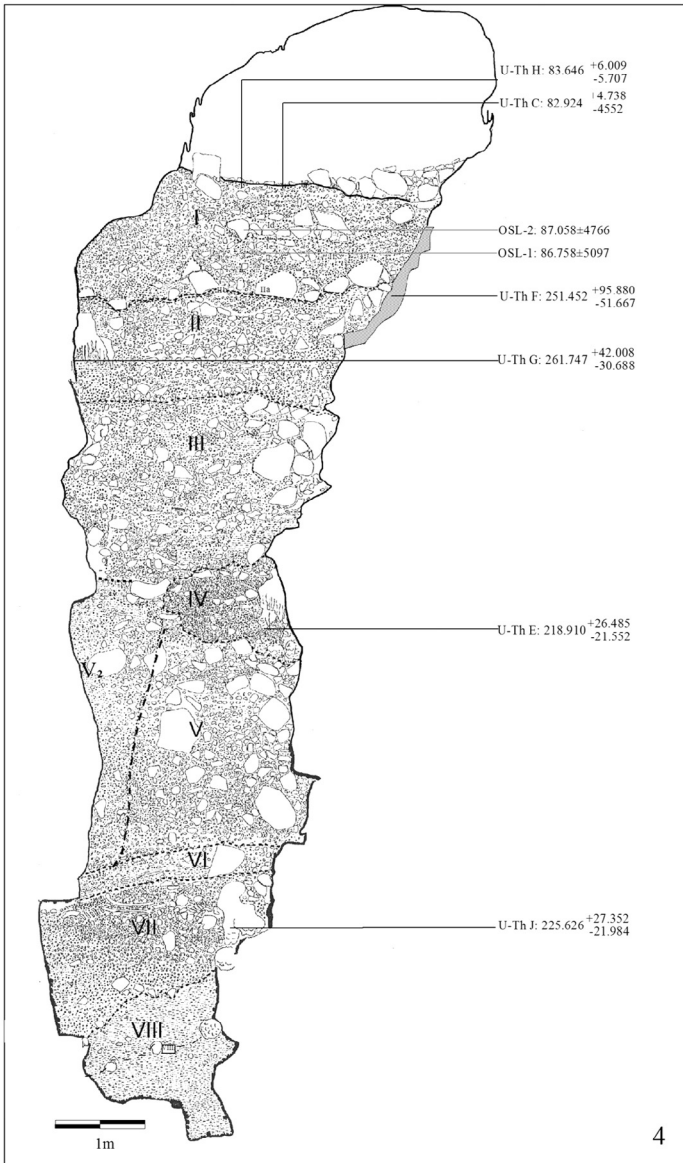 U-Th H: 83.646 +6.009
-5.707
U-Th C: 82.924 +4.738
-4552
I
OSL-2: 87.058±4766
OSL-1: 86.758±5097
IIa
U-Th F: 251.452 +95.880
-51.667
II
U-Th G: 261.747 +42.008
-30.688
III
IV
U-Th E: 218.910 +26.485
-21.552
V₂
V
VI
VII
U-Th J: 225.626 +27.352
-21.984
VIII
1m
4